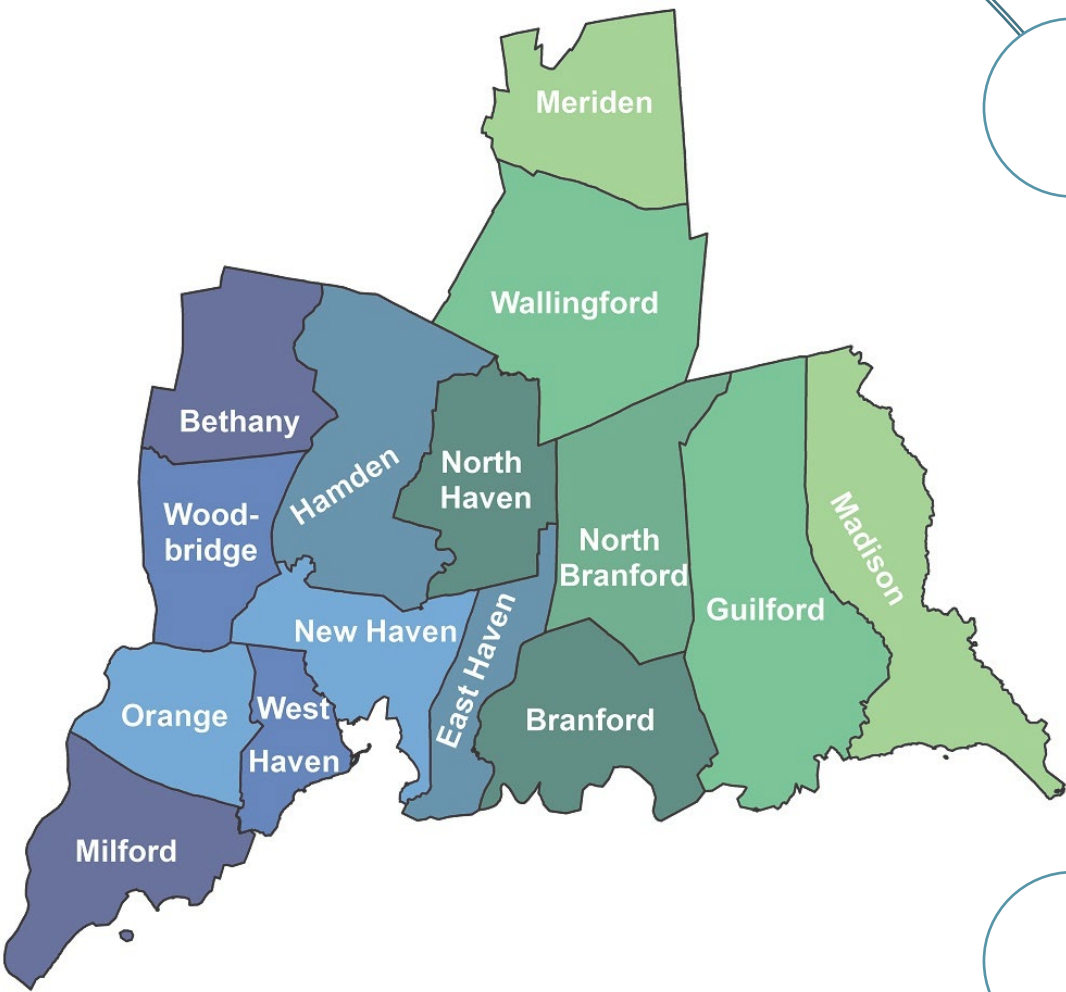 Meriden
Wallingford
Bethany
Hamden
North
Haven
Wood-
bridge
North
Branford
Madison
Guilford
New Haven
East Haven
Orange
West
Haven
Branford
Milford